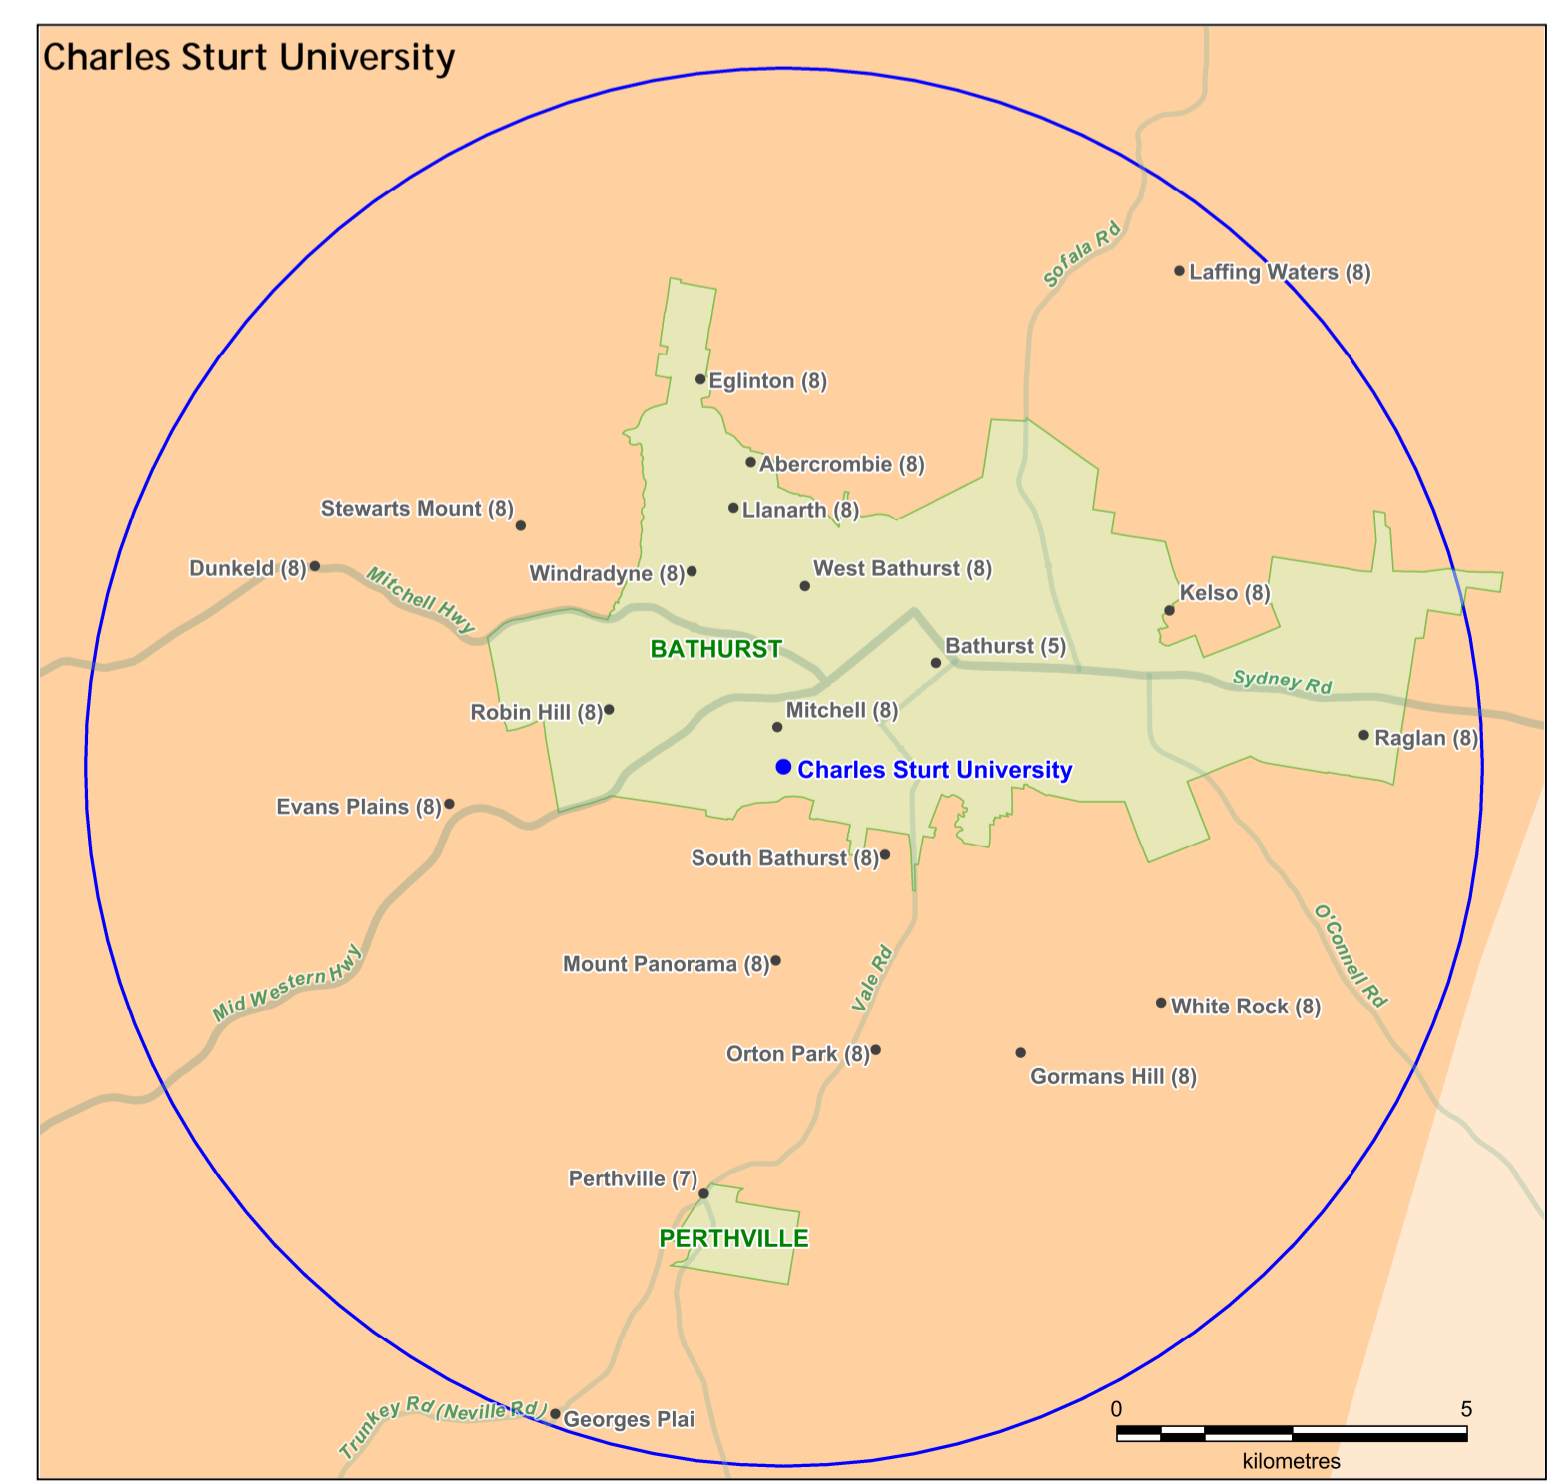 Charles Sturt University
Sofala Rd
Laffing Waters (8)
Eglinton (8)
Abercrombie (8)
Stewarts Mount (8)
Llanarth (8)
Dunkeld (8)
Mitchell Hwy
Windradyne (8)
West Bathurst (8)
Kelso (8)
BATHURST
Bathurst (5)
Sydney Rd
Robin Hill (8)
Mitchell (8)
Raglan (8)
Charles Sturt University
Evans Plains (8)
South Bathurst (8)
O'Connell Rd
Mount Panorama (8)
Mid Western Hwy
Vale Rd
White Rock (8)
Orton Park (8)
Gormans Hill (8)
Perthville (7)
PERTHVILLE
Trunkey Rd (Neville Rd)
Georges Plai
0 5
kilometres